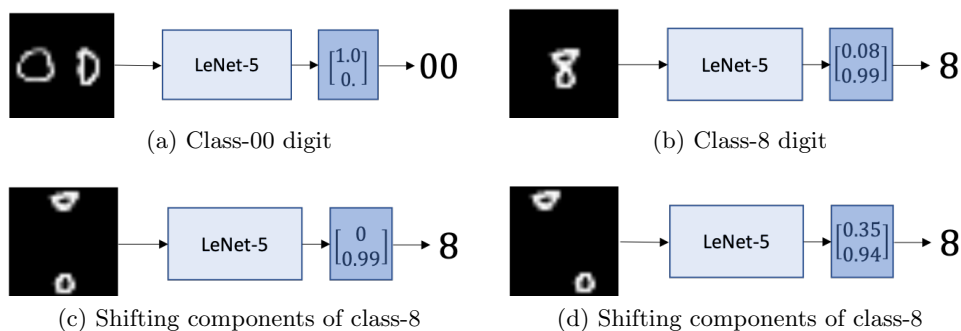 LeNet-5
[1.0
0.]
00
(a) Class-00 digit
LeNet-5
[0.08
0.99]
8
(b) Class-8 digit
LeNet-5
[0
0.99]
8
(c) Shifting components of class-8
LeNet-5
[0.35
0.94]
8
(d) Shifting components of class-8